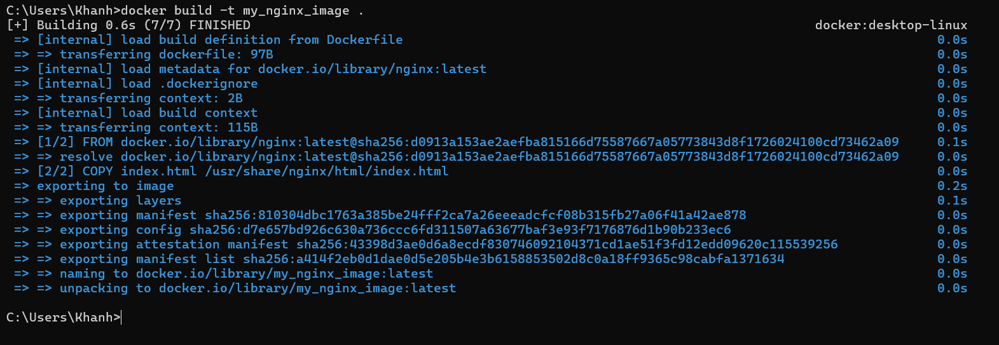 C:\Users\Khanh>docker build -t my_nginx_image .
[+] Building 0.6s (7/7) FINISHED docker:desktop-linux
=> [internal] load build definition from Dockerfile 0.0s
=> => transferring dockerfile: 97B 0.0s
=> [internal] load metadata for docker.io/library/nginx:latest 0.0s
=> [internal] load .dockerignore 0.0s
=> => transferring context: 2B 0.0s
=> [internal] load build context 0.0s
=> => transferring context: 115B 0.0s
=> [1/2] FROM docker.io/library/nginx:latest@sha256:d0913a153ae2aefba815166d75587667a05773843d8f1726024100cd73462a09 0.1s
=> => resolve docker.io/library/nginx:latest@sha256:d0913a153ae2aefba815166d75587667a05773843d8f1726024100cd73462a09 0.0s
=> [2/2] COPY index.html /usr/share/nginx/html/index.html 0.0s
=> exporting to image 0.2s
=> => exporting layers 0.1s
=> => exporting manifest sha256:810304dbc1763a385be24fff2ca7a26eeeadcfcf08b315fb27a06f41a42ae878 0.0s
=> => exporting config sha256:d7e657bd926c630a736ccc6fd311507a63677baf3e93f7176876d1b90b233ec6 0.0s
=> => exporting attestation manifest sha256:43398d3ae0d6a8ecdf830746092104371cd1ae51f3fd12edd09620c115539256 0.0s
=> => exporting manifest list sha256:a414f2eb0d1dae0d5e205b4e3b6158853502d8c0a18ff9365c98cabfa1371634 0.0s
=> => naming to docker.io/library/my_nginx_image:latest 0.0s
=> => unpacking to docker.io/library/my_nginx_image:latest 0.0s
C:\Users\Khanh>